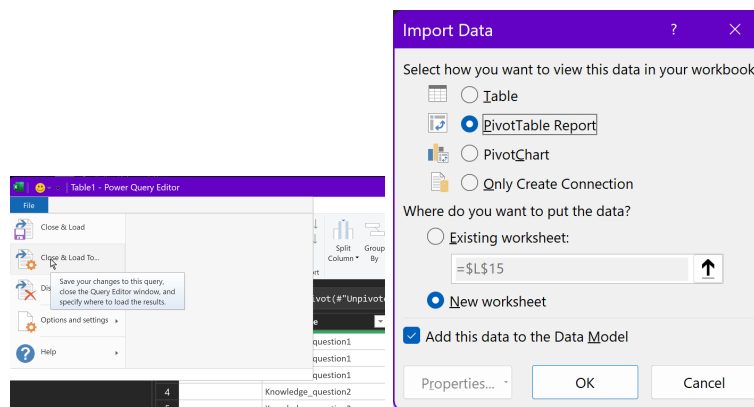 Table1 - Power Query Editor
File
Close & Load
Close & Load To...
Save your changes to this query,
close the Query Editor window, and
specify where to load the results.
Options and settings
Help
Split
Column
Group
By
question1
question1
question1
4
Knowledge_question2
Import Data
?
Select how you want to view this data in your workbook
Table
PivotTable Report
PivotChart
Only Create Connection
Where do you want to put the data?
Existing worksheet:
=$L$15
New worksheet
Add this data to the Data Model
Properties...
OK
Cancel